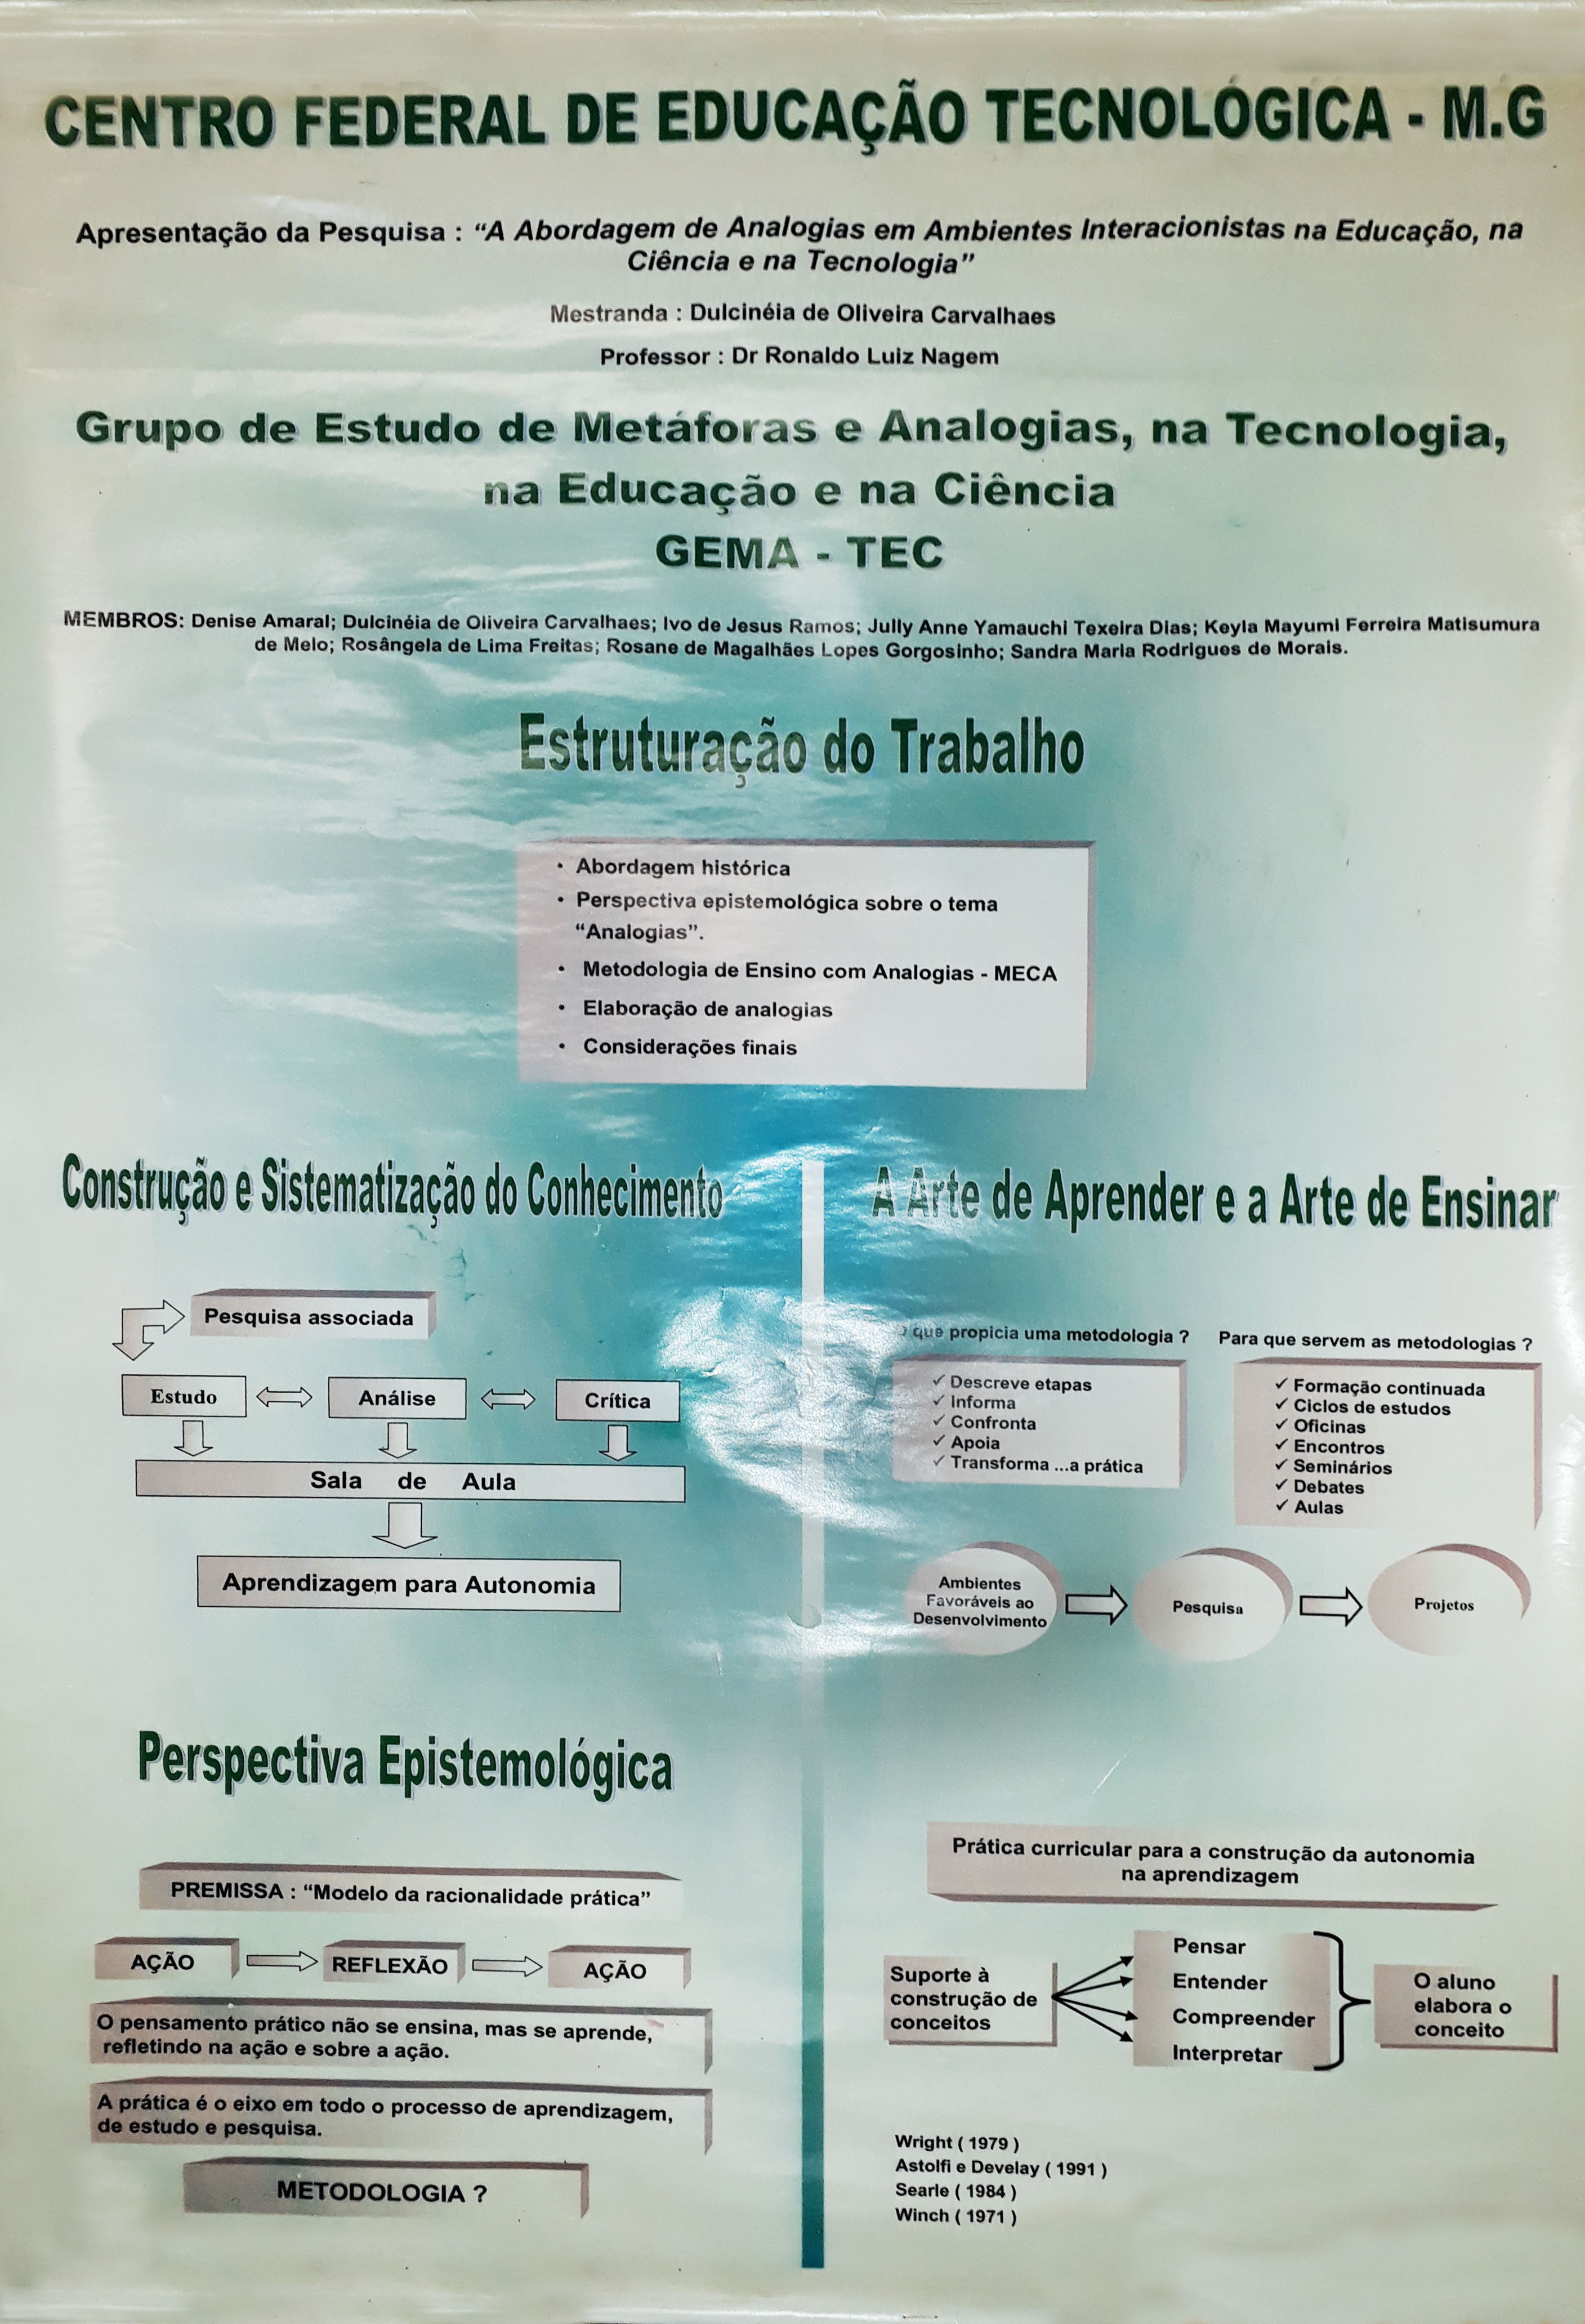 CENTRO FEDERAL DE EDUCAÇÃO TECNOLÓGICA - M.G
Apresentação da Pesquisa : “A Abordagem de Analogias em Ambientes Interacionistas na Educação, na
Ciência e na Tecnologia”
Mestranda : Dulcinéia de Oliveira Carvalhaes
Professor : Dr Ronaldo Luiz Nagem
Grupo de Estudo de Metáforas e Analogias, na Tecnologia,
na Educação e na Ciência
GEMA - TEC
MEMBROS: Denise Amaral; Dulcinéia de Oliveira Carvalhaes; Ivo de Jesus Ramos; Jully Anne Yamauchi Texeira Dias; Keyla Mayumi Ferreira Matisumura
de Melo; Rosângela de Lima Freitas; Rosane de Magalhães Lopes Gorgosinho; Sandra Maria Rodrigues de Morais.
Estruturação do Trabalho
• Abordagem histórica
• Perspectiva epistemológica sobre o tema
“Analogias”.
• Metodologia de Ensino com Analogias - MECA
• Elaboração de analogias
• Considerações finais
Construção e Sistematização do Conhecimento
Pesquisa associada
Estudo
Análise
Crítica
Sala de Aula
Aprendizagem para Autonomia
A Arte de Aprender e a Arte de Ensinar
que propicia uma metodologia ?
✓ Descreve etapas
✓ Informa
✓ Confronta
✓ Apoia
✓ Transforma ...a prática
Para que servem as metodologias ?
✓ Formação continuada
✓ Ciclos de estudos
✓ Oficinas
✓ Encontros
✓ Seminários
✓ Debates
✓ Aulas
Ambientes
Favoráveis ao
Desenvolvimento
Pesquisa
Projetos
Perspectiva Epistemológica
PREMISSA : “Modelo da racionalidade prática”
AÇÃO
REFLEXÃO
AÇÃO
O pensamento prático não se ensina, mas se aprende,
refletindo na ação e sobre a ação.
A prática é o eixo em todo o processo de aprendizagem,
de estudo e pesquisa.
METODOLOGIA ?
Prática curricular para a construção da autonomia
na aprendizagem
Suporte à
construção de
conceitos
Pensar
Entender
Compreender
Interpretar
O aluno
elabora o
conceito
Wright ( 1979 )
Astolfi e Develay ( 1991 )
Searle ( 1984 )
Winch ( 1971 )